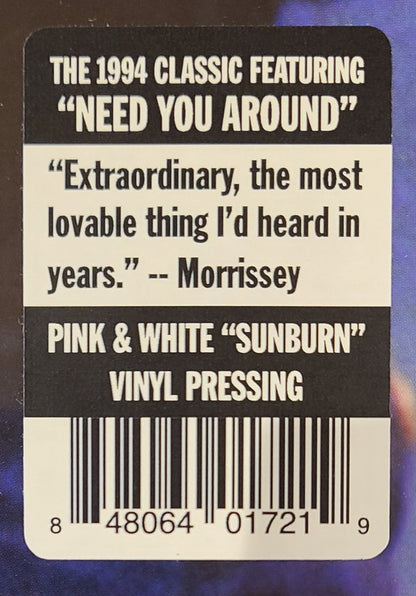 THE 1994 CLASSIC FEATURING
“NEED YOU AROUND”
“Extraordinary, the most
lovable thing I’d heard in
years.” -- Morrissey
PINK & WHITE “SUNBURN”
VINYL PRESSING
8 48064 01721 9